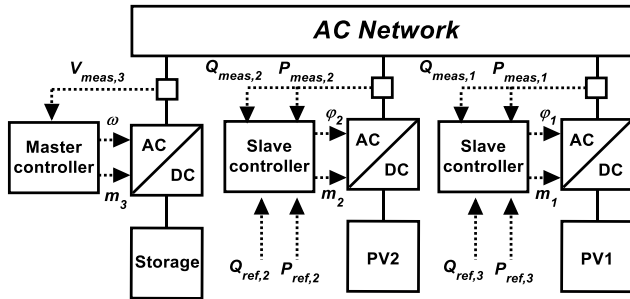 AC Network
V_meas,3
Q_meas,2
P_meas,2
Q_meas,1
P_meas,1
ω
φ_2
φ_1
Master
controller
AC
DC
Slave
controller
AC
DC
Slave
controller
AC
DC
m_3
m_2
m_1
Storage
Q_ref,2
P_ref,2
PV2
Q_ref,3
P_ref,3
PV1